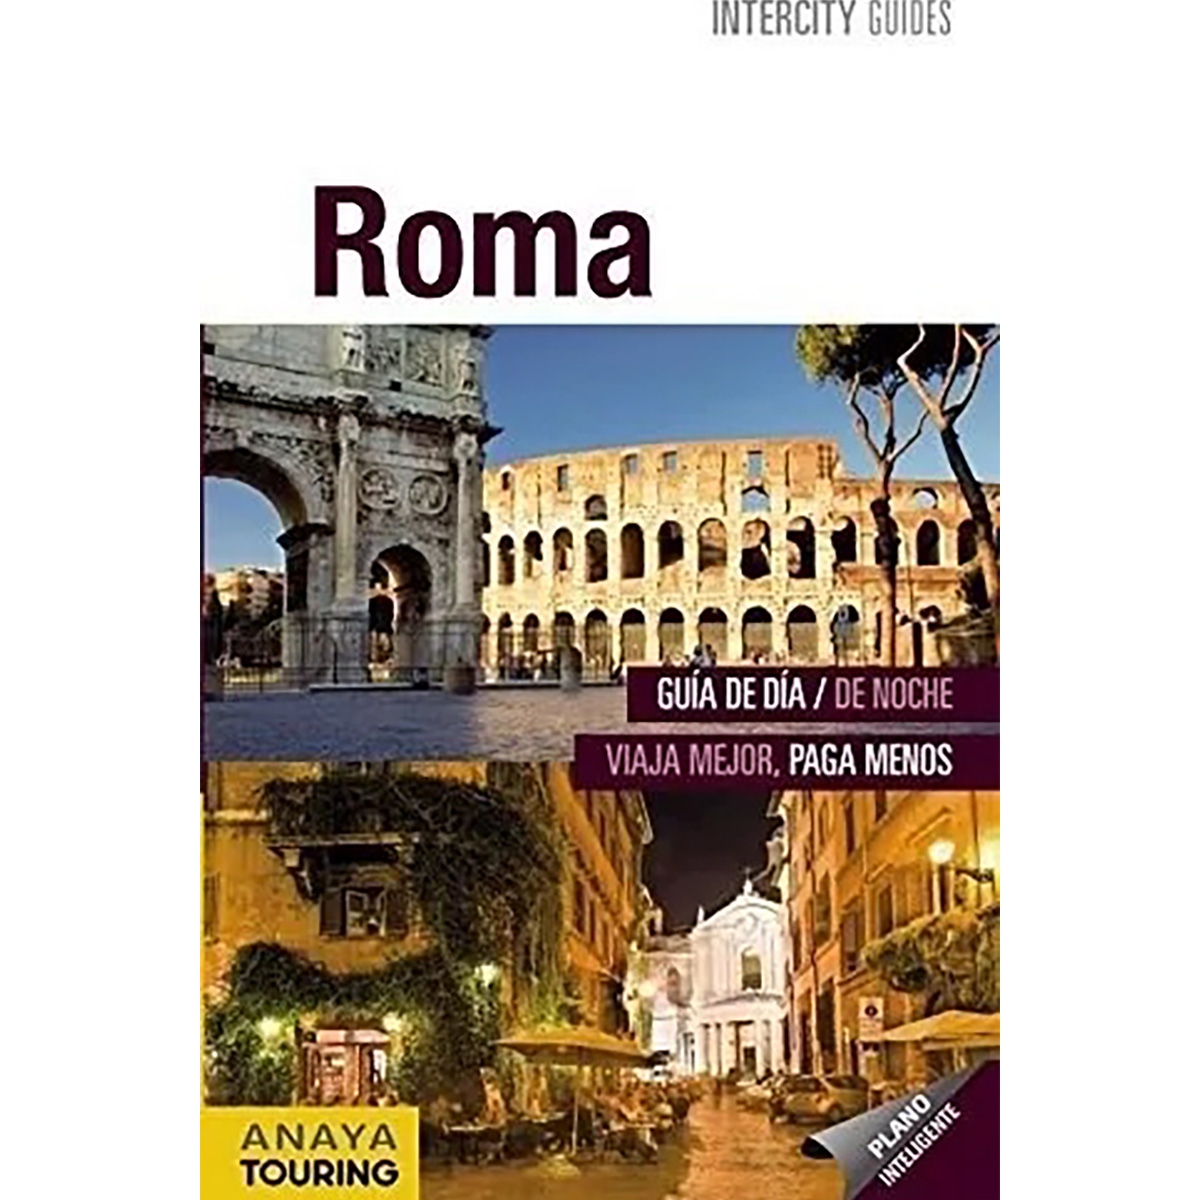 INTERCITY GUIDES
Roma
GUÍA DE DÍA / DE NOCHE
VIAJA MEJOR, PAGA MENOS
PLANO
INTELIGENTE
ANAYA
TOURING